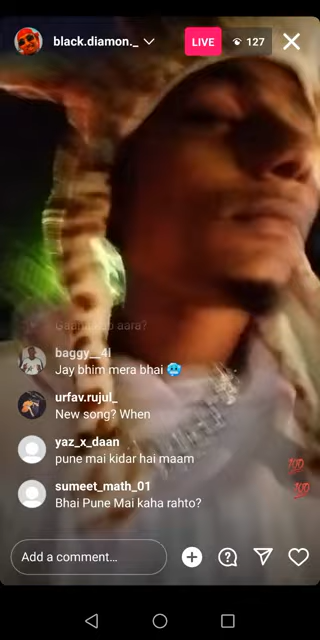 black.diamon._
LIVE
127
aara?
baggy__4l
Jay bhim mera bhai 🥶
urfav.rujul_
New song? When
yaz_x_daan
pune mai kidar hai maam
💯
sumeet_math_01
💯
Bhai Pune Mai kaha rahto?
Add a comment...